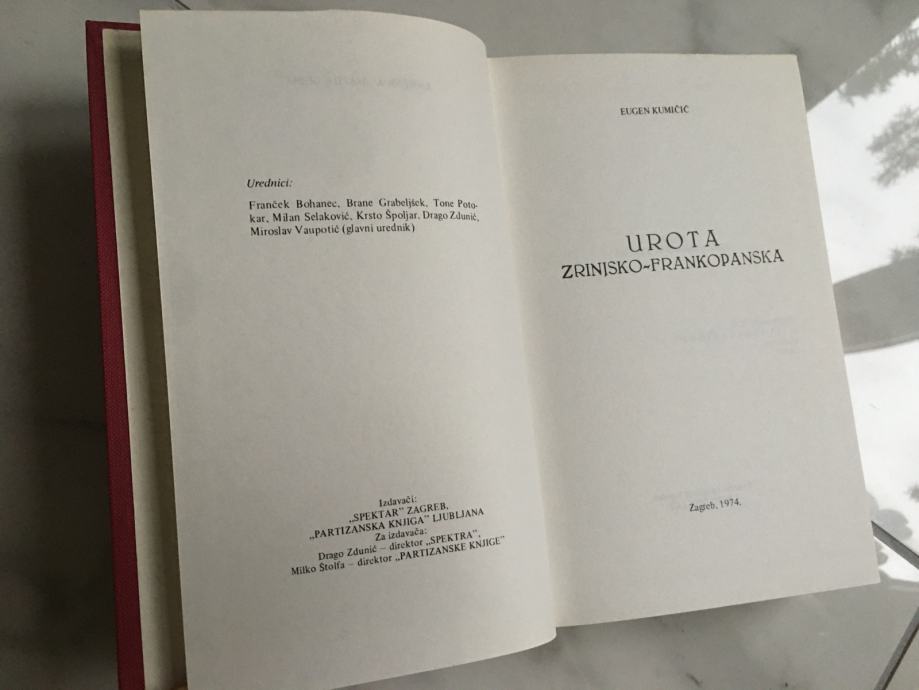 Urednici:
Franček Bohanec, Brane Grabeljšek, Tone Poto-
kar, Milan Selaković, Krsto Špoljar, Drago Zdunić,
Miroslav Vaupotić (glavni urednik)
Izdavači:
„SPEKTAR” ZAGREB,
„PARTIZANSKA KNJIGA” LJUBLJANA
Za izdavača:
Drago Zdunić – direktor „SPEKTRA”,
Milko Štolfa – direktor „PARTIZANSKE KNJIGE”
EUGEN KUMIČIĆ
UROTA
ZRINJSKO-FRANKOPANSKA
Zagreb, 1974.